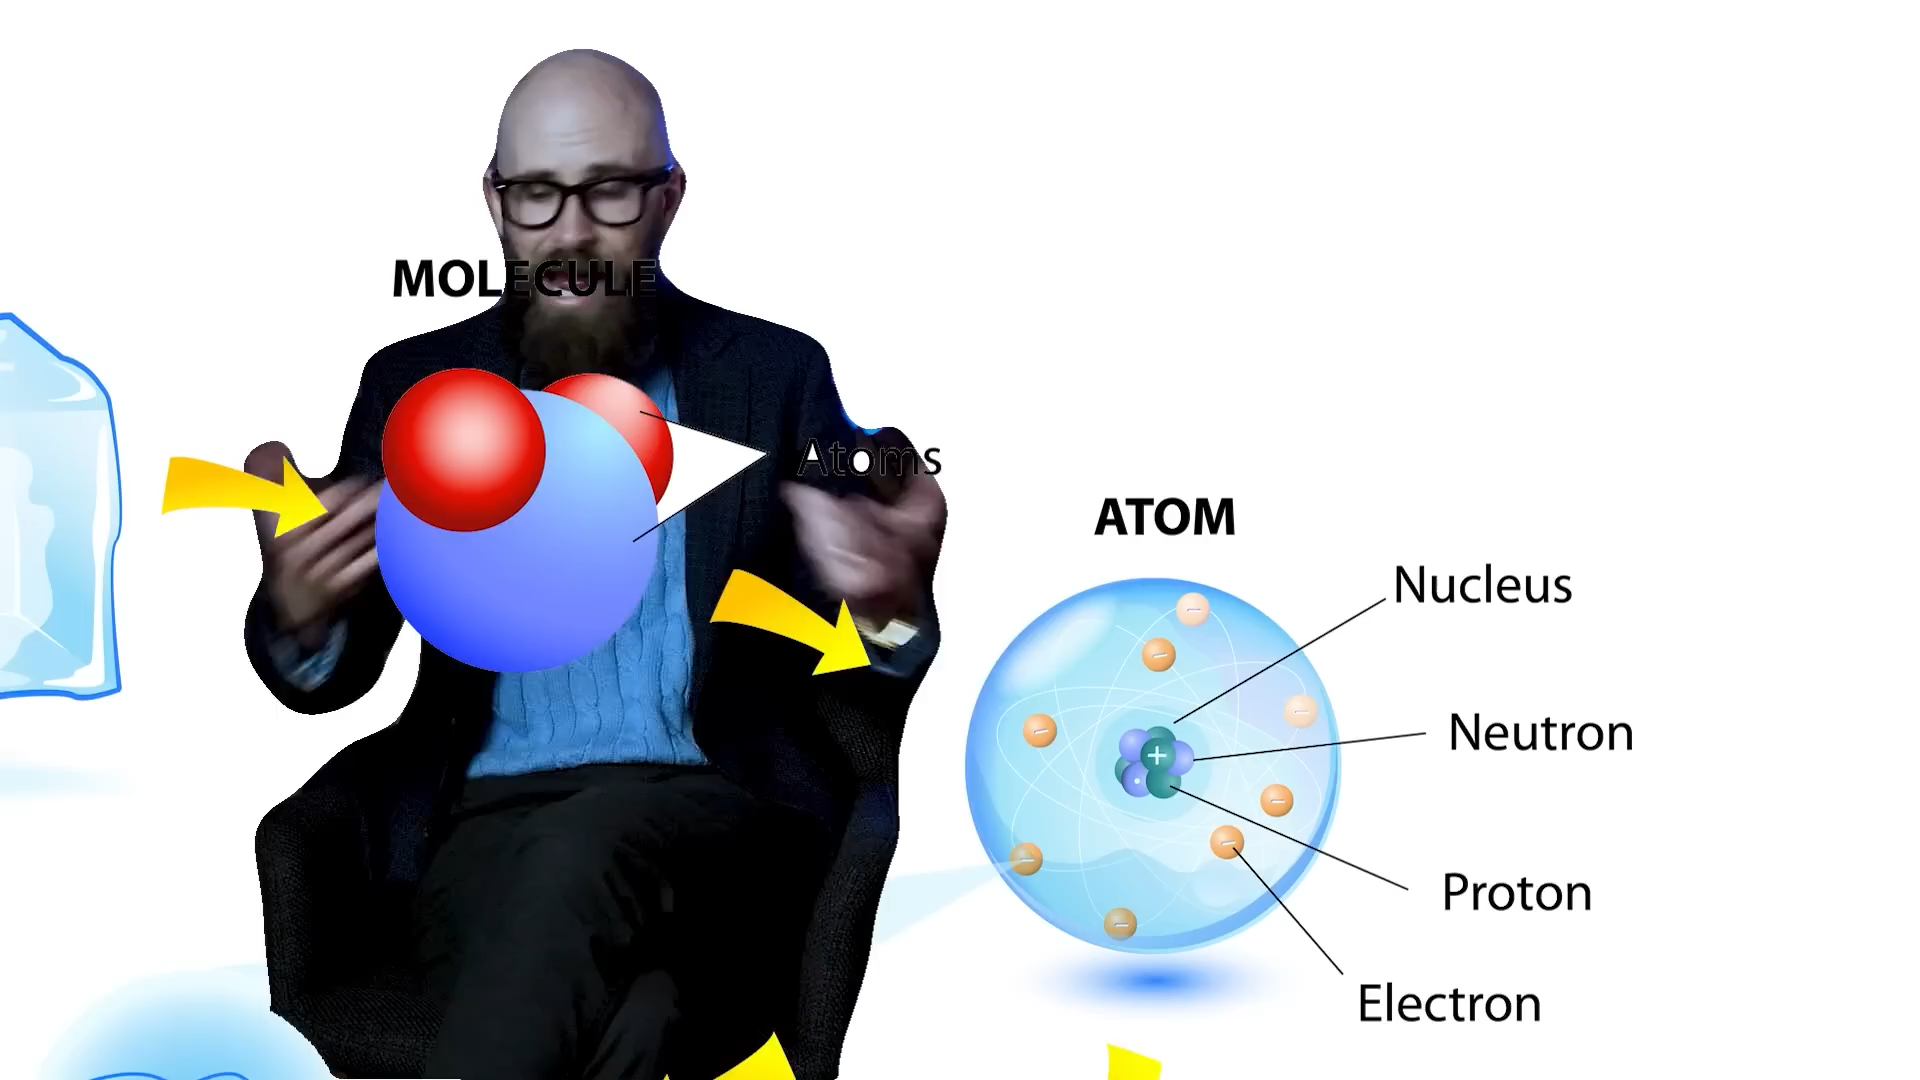 MOLECULE
Atoms
ATOM
Nucleus
Neutron
Proton
Electron